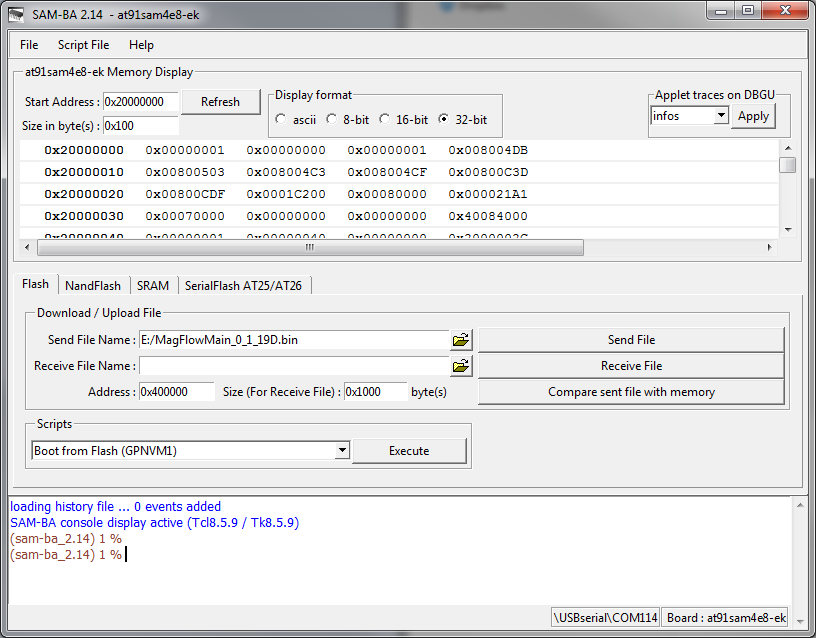 SAM-BA 2.14 - at91sam4e8-ek
File Script File Help
at91sam4e8-ek Memory Display
Start Address : 0x20000000 Refresh
Size in byte(s) : 0x100
Display format
ascii 8-bit 16-bit 32-bit
Applet traces on DBGU
infos Apply
0x20000000 0x00000001 0x00000000 0x00000001 0x008004DB
0x20000010 0x00800503 0x008004C3 0x008004CF 0x00800C3D
0x20000020 0x00800CDF 0x0001C200 0x00080000 0x000021A1
0x20000030 0x00070000 0x00000000 0x00000000 0x40084000
0x20000040 0x00000001 0x00000000 0x00000000
Flash NandFlash SRAM SerialFlash AT25/AT26
Download / Upload File
Send File Name : E:/MagFlowMain_0_1_19D.bin Send File
Receive File Name : Receive File
Address : 0x400000 Size (For Receive File) : 0x1000 byte(s) Compare sent file with memory
Scripts
Boot from Flash (GPNVM1) Execute
loading history file ... 0 events added
SAM-BA console display active (Tcl8.5.9 / Tk8.5.9)
(sam-ba_2.14) 1 %
(sam-ba_2.14) 1 %
\USBserial\COM114 Board : at91sam4e8-ek